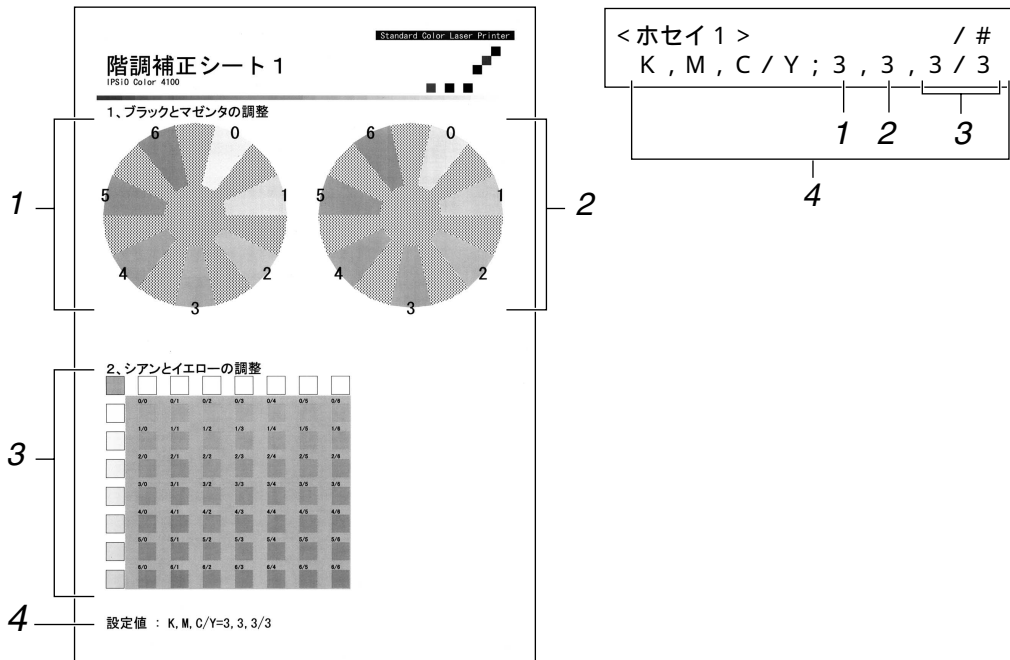 Standard Color Laser Printer
階調補正シート1
IPSiO Color 4100
1、ブラックとマゼンタの調整
6 0
5 1
4 2
3
6 0
5 1
4 2
3
1
2
2、シアンとイエローの調整
0/0 0/1 0/2 0/3 0/4 0/5 0/6
1/0 1/1 1/2 1/3 1/4 1/5 1/6
2/0 2/1 2/2 2/3 2/4 2/5 2/6
3/0 3/1 3/2 3/3 3/4 3/5 3/6
4/0 4/1 4/2 4/3 4/4 4/5 4/6
5/0 5/1 5/2 5/3 5/4 5/5 5/6
6/0 6/1 6/2 6/3 6/4 6/5 6/6
3
4
設定値 : K,M,C/Y=3,3,3/3
<ホセイ1> /#
K,M,C/Y;3,3,3/3
1 2 3
4